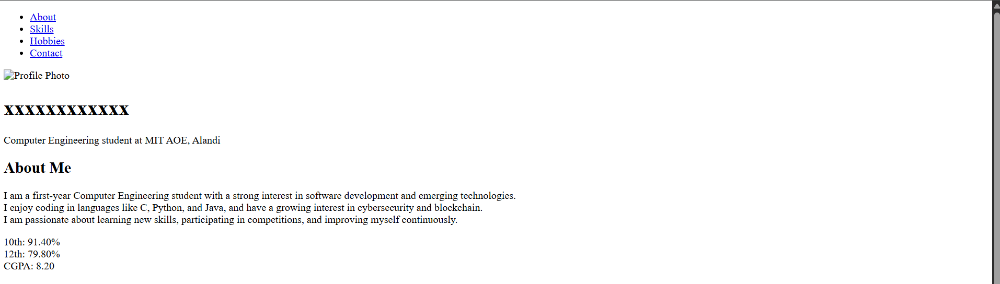 About
Skills
Hobbies
Contact
Profile Photo
xxxxxxxxxxxx
Computer Engineering student at MIT AOE, Alandi
About Me
I am a first-year Computer Engineering student with a strong interest in software development and emerging technologies.
I enjoy coding in languages like C, Python, and Java, and have a growing interest in cybersecurity and blockchain.
I am passionate about learning new skills, participating in competitions, and improving myself continuously.
10th: 91.40%
12th: 79.80%
CGPA: 8.20